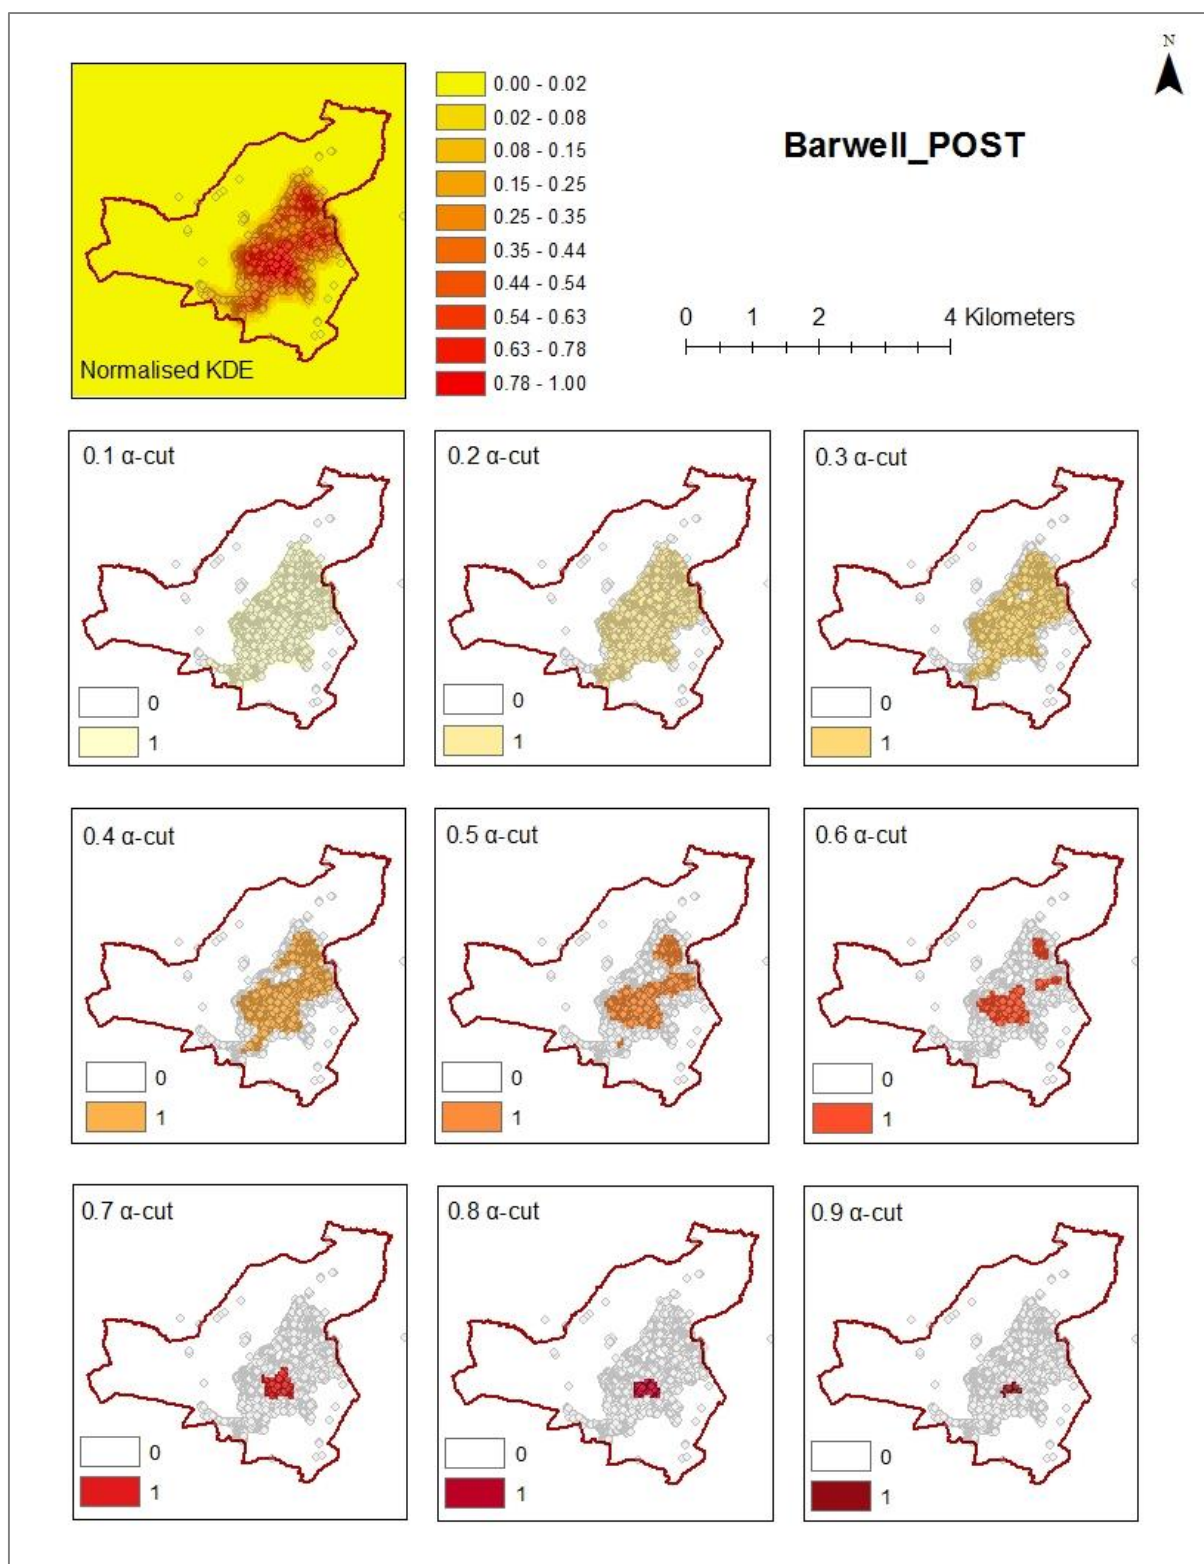 N
0.00 - 0.02
0.02 - 0.08
0.08 - 0.15
0.15 - 0.25
0.25 - 0.35
0.35 - 0.44
0.44 - 0.54
0.54 - 0.63
0.63 - 0.78
0.78 - 1.00
Normalised KDE
Barwell_POST
0 1 2 4 Kilometers
0.1 α-cut
0
1
0.2 α-cut
0
1
0.3 α-cut
0
1
0.4 α-cut
0
1
0.5 α-cut
0
1
0.6 α-cut
0
1
0.7 α-cut
0
1
0.8 α-cut
0
1
0.9 α-cut
0
1